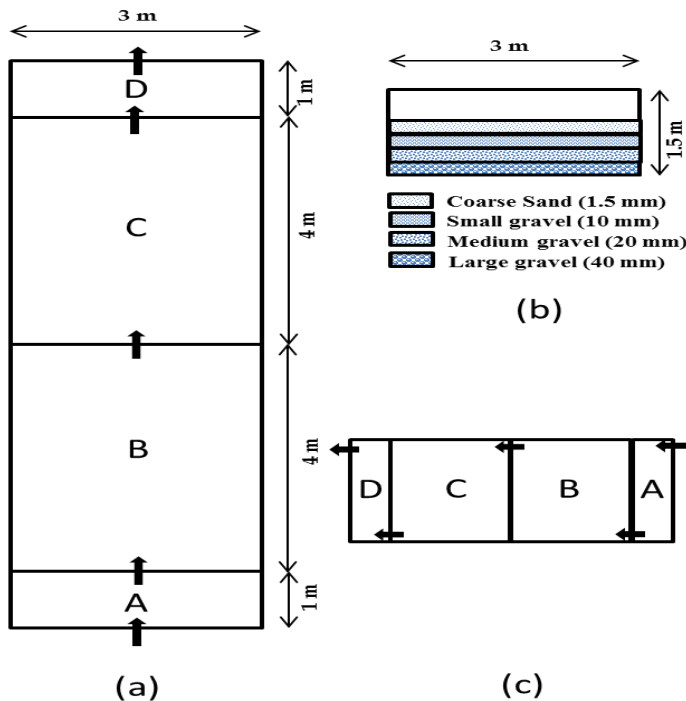 3 m
D
1 m
C
4 m
B
4 m
A
1 m
(a)
3 m
1.5 m
Coarse Sand (1.5 mm)
Small gravel (10 mm)
Medium gravel (20 mm)
Large gravel (40 mm)
(b)
D C B A
(c)